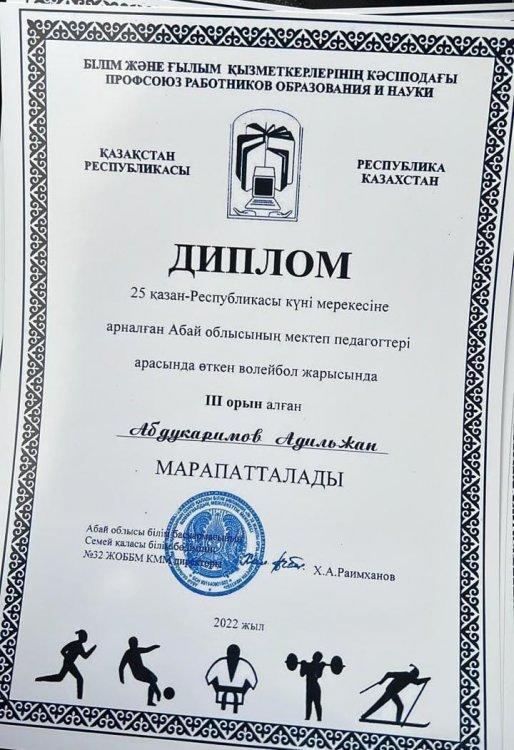 БІЛІМ ЖӘНЕ ҒЫЛЫМ ҚЫЗМЕТКЕРЛЕРІНІҢ КӘСІПОДАҒЫ
ПРОФСОЮЗ РАБОТНИКОВ ОБРАЗОВАНИЯ И НАУКИ
ҚАЗАҚСТАН
РЕСПУБЛИКАСЫ
РЕСПУБЛИКА
КАЗАХСТАН
ДИПЛОМ
25 қазан-Республикасы күні мерекесіне
арналған Абай облысының мектеп педагогтері
арасында өткен волейбол жарысында
III орын алған
Абдукаримов Адильжан
МАРАПАТТАЛАДЫ
Абай облысы білім басқармасының
Семей қаласы білім бөлімінің
№32 ЖОББМ КММ директоры
Х.А.Раимханов
2022 жыл